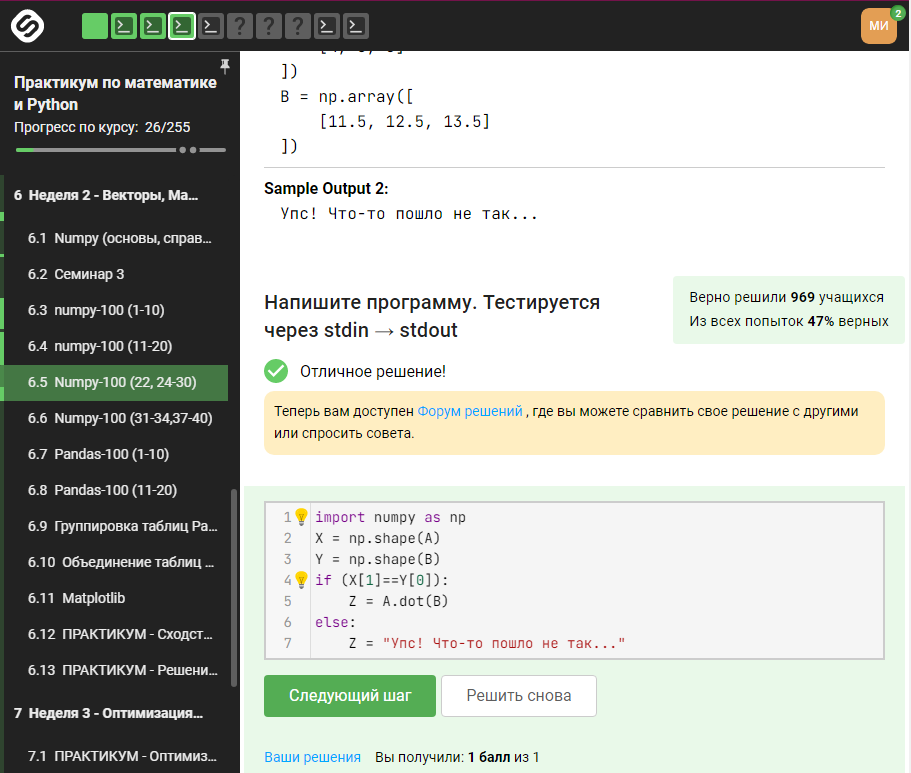 ? ? ?
МИ
2
Практикум по математике
и Python
Прогресс по курсу: 26/255
6 Неделя 2 - Векторы, Ма...
6.1 Numpy (основы, справ...
6.2 Семинар 3
6.3 numpy-100 (1-10)
6.4 numpy-100 (11-20)
6.5 Numpy-100 (22, 24-30)
6.6 Numpy-100 (31-34,37-40)
6.7 Pandas-100 (1-10)
6.8 Pandas-100 (11-20)
6.9 Группировка таблиц Pa...
6.10 Объединение таблиц ...
6.11 Matplotlib
6.12 ПРАКТИКУМ - Сходст...
6.13 ПРАКТИКУМ - Решени...
7 Неделя 3 - Оптимизация...
7.1 ПРАКТИКУМ - Оптимиз...
])
B = np.array([
[11.5, 12.5, 13.5]
])
Sample Output 2:
Упс! Что-то пошло не так...
Напишите программу. Тестируется
через stdin → stdout
Верно решили 969 учащихся
Из всех попыток 47% верных
Отличное решение!
Теперь вам доступен Форум решений , где вы можете сравнить свое решение с другими
или спросить совета.
1 import numpy as np
2 X = np.shape(A)
3 Y = np.shape(B)
4 if (X[1]==Y[0]):
5 Z = A.dot(B)
6 else:
7 Z = "Упс! Что-то пошло не так..."
Следующий шаг
Решить снова
Ваши решения Вы получили: 1 балл из 1